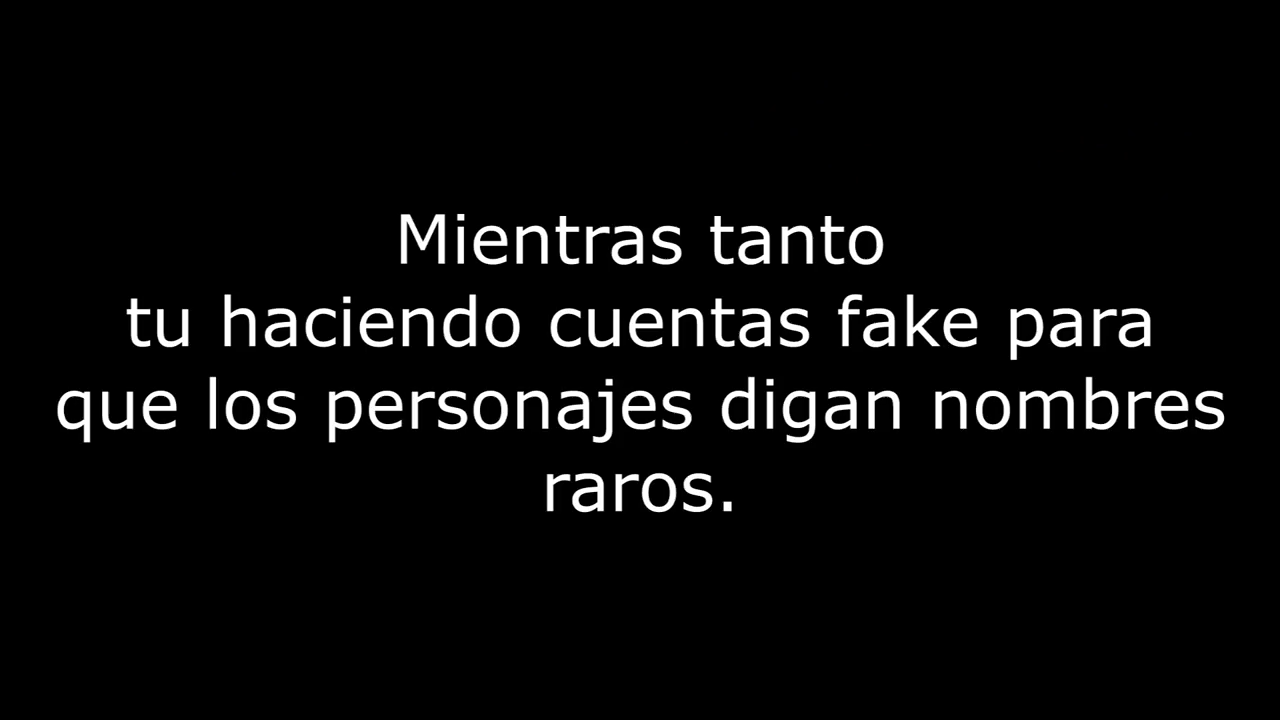 Mientras tanto
tu haciendo cuentas fake para
que los personajes digan nombres
raros.